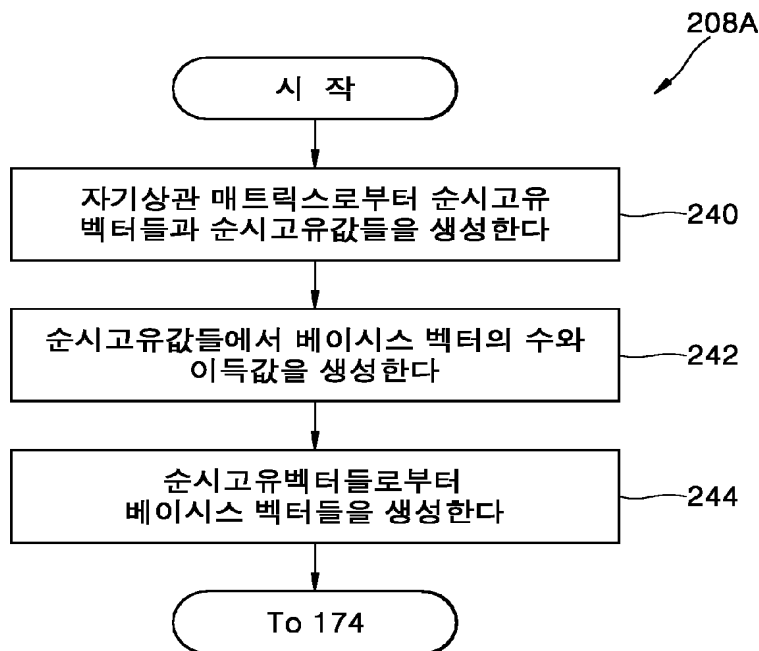 208A
시 작
자기상관 매트릭스로부터 순시고유
벡터들과 순시고유값들을 생성한다
240
순시고유값들에서 베이시스 벡터의 수와
이득값을 생성한다
242
순시고유벡터들로부터
베이시스 벡터들을 생성한다
244
To 174